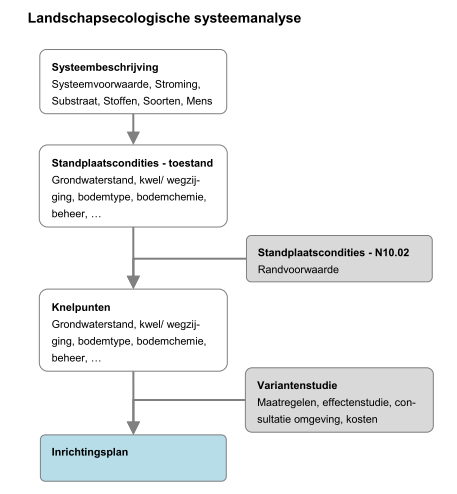 Landschapsecologische systeemanalyse
Systeembeschrijving
Systeemvoorwaarde, Stroming,
Substraat, Stoffen, Soorten, Mens
Standplaatscondities - toestand
Grondwaterstand, kwel/ wegzij-
ging, bodemtype, bodemchemie,
beheer, …
Standplaatscondities - N10.02
Randvoorwaarde
Knelpunten
Grondwaterstand, kwel/ wegzij-
ging, bodemtype, bodemchemie,
beheer, …
Variantenstudie
Maatregelen, effectenstudie, con-
sultatie omgeving, kosten
Inrichtingsplan